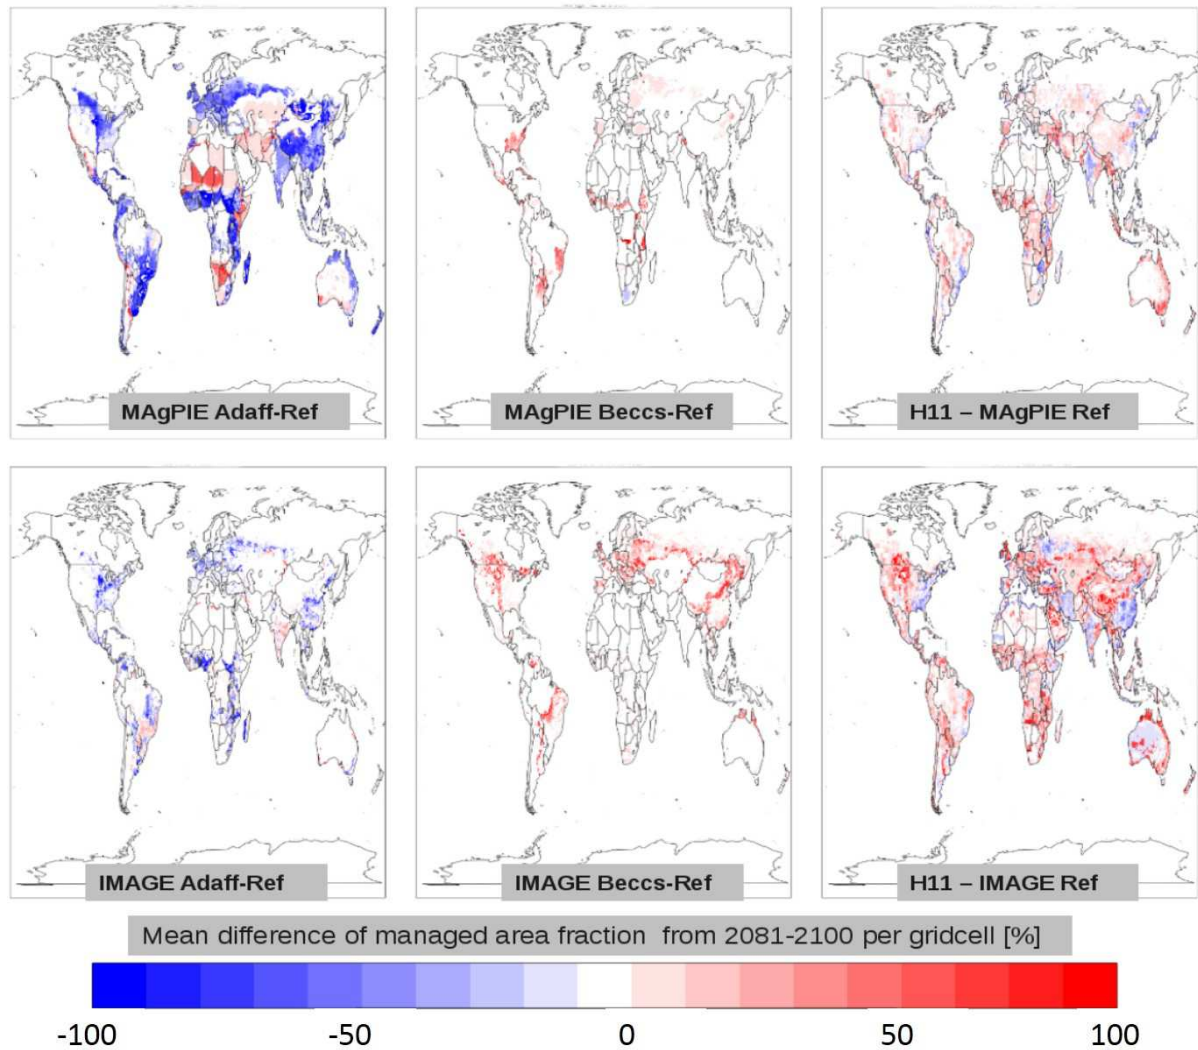 MAgPIE Adaff-Ref
MAgPIE Beccs-Ref
H11 – MAgPIE Ref
IMAGE Adaff-Ref
IMAGE Beccs-Ref
H11 – IMAGE Ref
Mean difference of managed area fraction from 2081-2100 per gridcell [%]
-100 -50 0 50 100